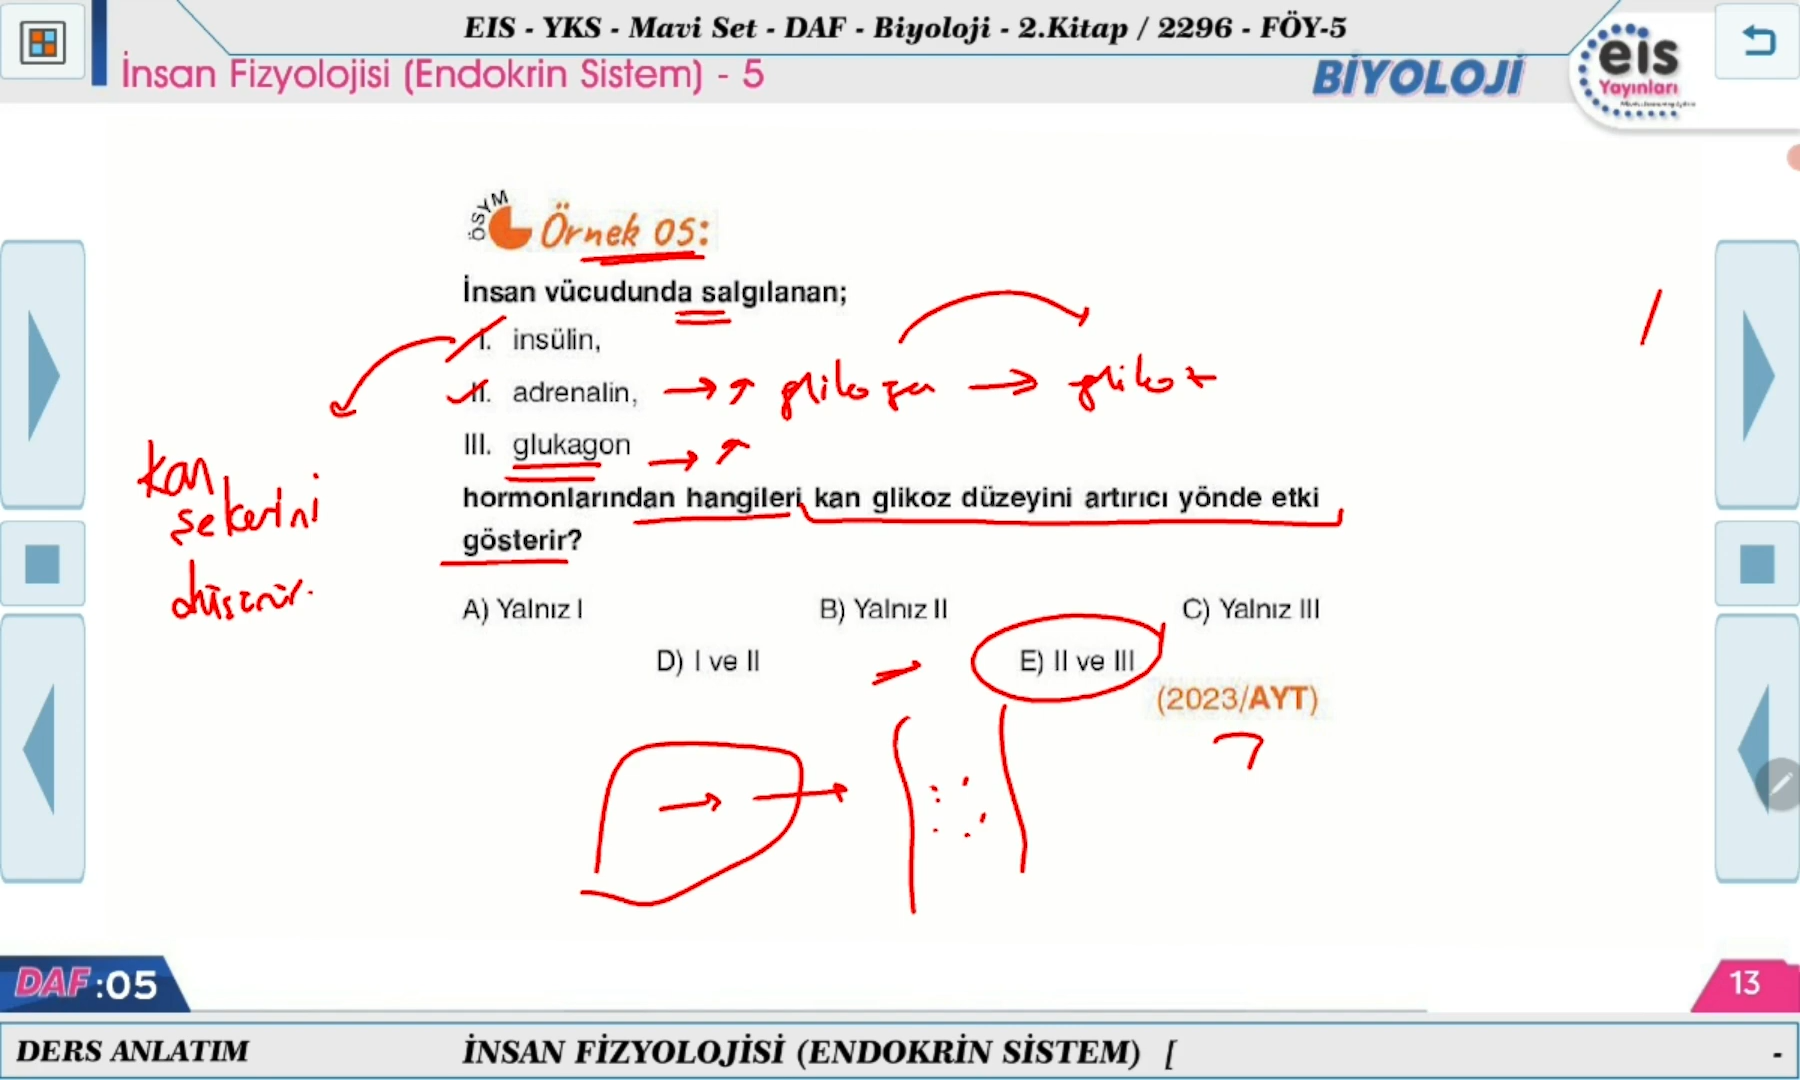 EIS - YKS - Mavi Set - DAF - Biyoloji - 2.Kitap / 2296 - FÖY-5
İnsan Fizyolojisi (Endokrin Sistem) - 5
BİYOLOJİ
eis
Yayınları
ÖSYM
Örnek 05:
İnsan vücudunda salgılanan;
I. insülin,
II. adrenalin, → ↑ glikojen → glikoz
III. glukagon → ↑
kan
şekerini
düşürür.
hormonlarından hangileri kan glikoz düzeyini artırıcı yönde etki
gösterir?
A) Yalnız I B) Yalnız II C) Yalnız III
D) I ve II E) II ve III
(2023/AYT)
DAF :05
13
DERS ANLATIM İNSAN FİZYOLOJİSİ (ENDOKRİN SİSTEM) [ -